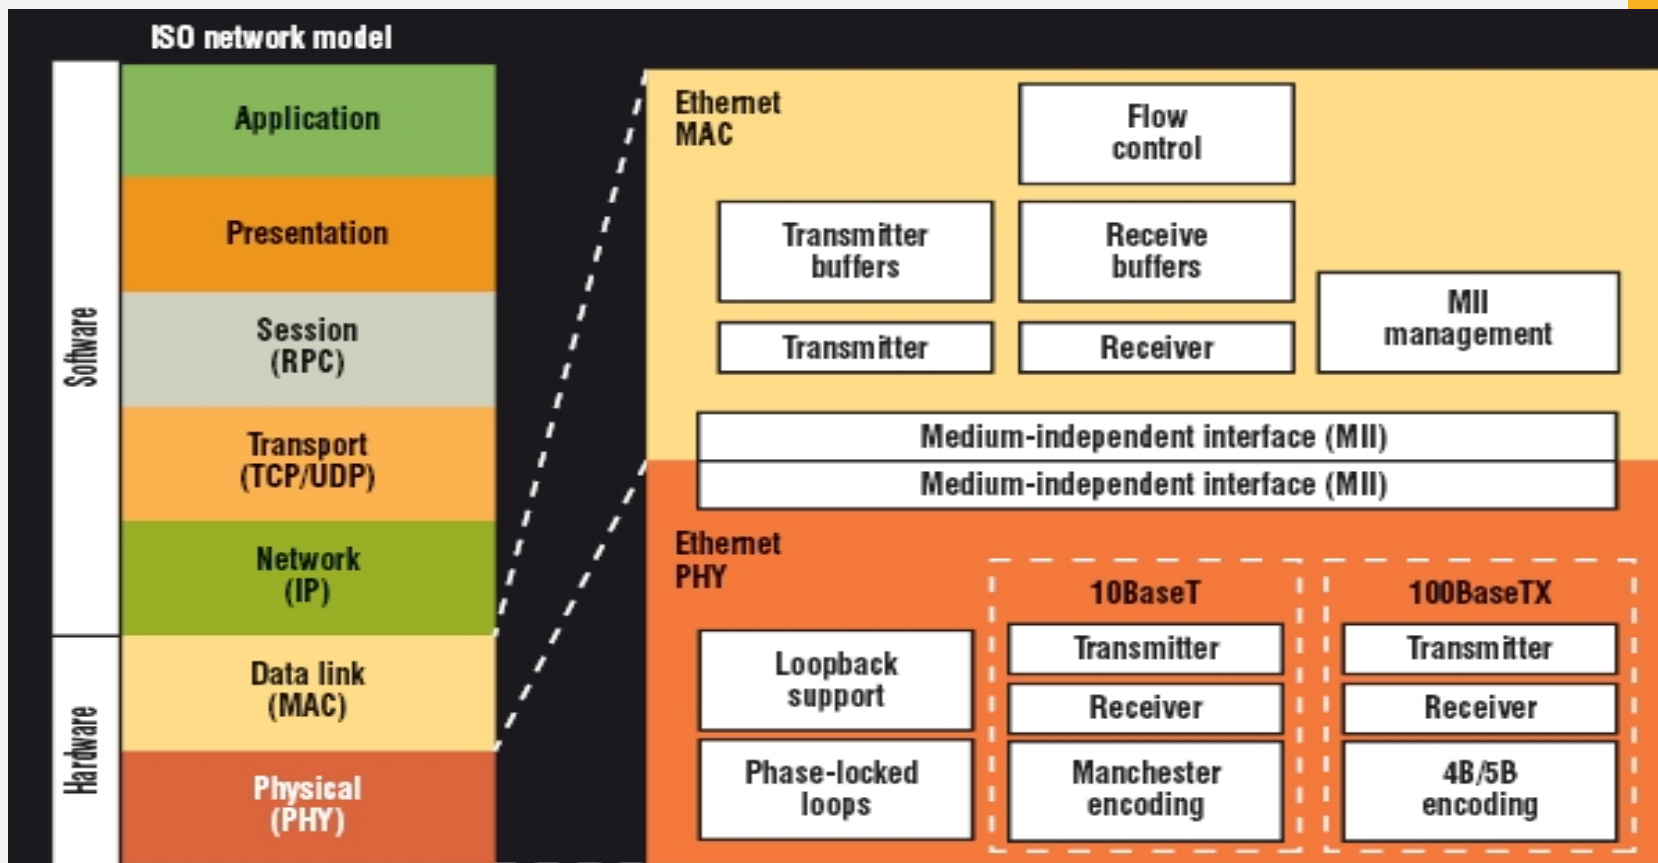 ISO network model
Software
Application
Presentation
Session
(RPC)
Transport
(TCP/UDP)
Network
(IP)
Hardware
Data link
(MAC)
Physical
(PHY)
Ethernet
MAC
Flow
control
Transmitter
buffers
Receive
buffers
MII
management
Transmitter
Receiver
Medium-independent interface (MII)
Medium-independent interface (MII)
Ethernet
PHY
Loopback
support
Phase-locked
loops
10BaseT
Transmitter
Receiver
Manchester
encoding
100BaseTX
Transmitter
Receiver
4B/5B
encoding